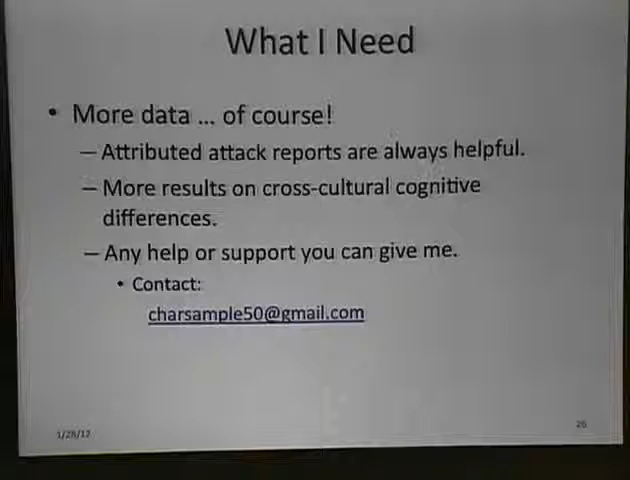 What I Need
• More data ... of course!
– Attributed attack reports are always helpful.
– More results on cross-cultural cognitive
differences.
– Any help or support you can give me.
• Contact:
charsample50@gmail.com
1/28/12
26